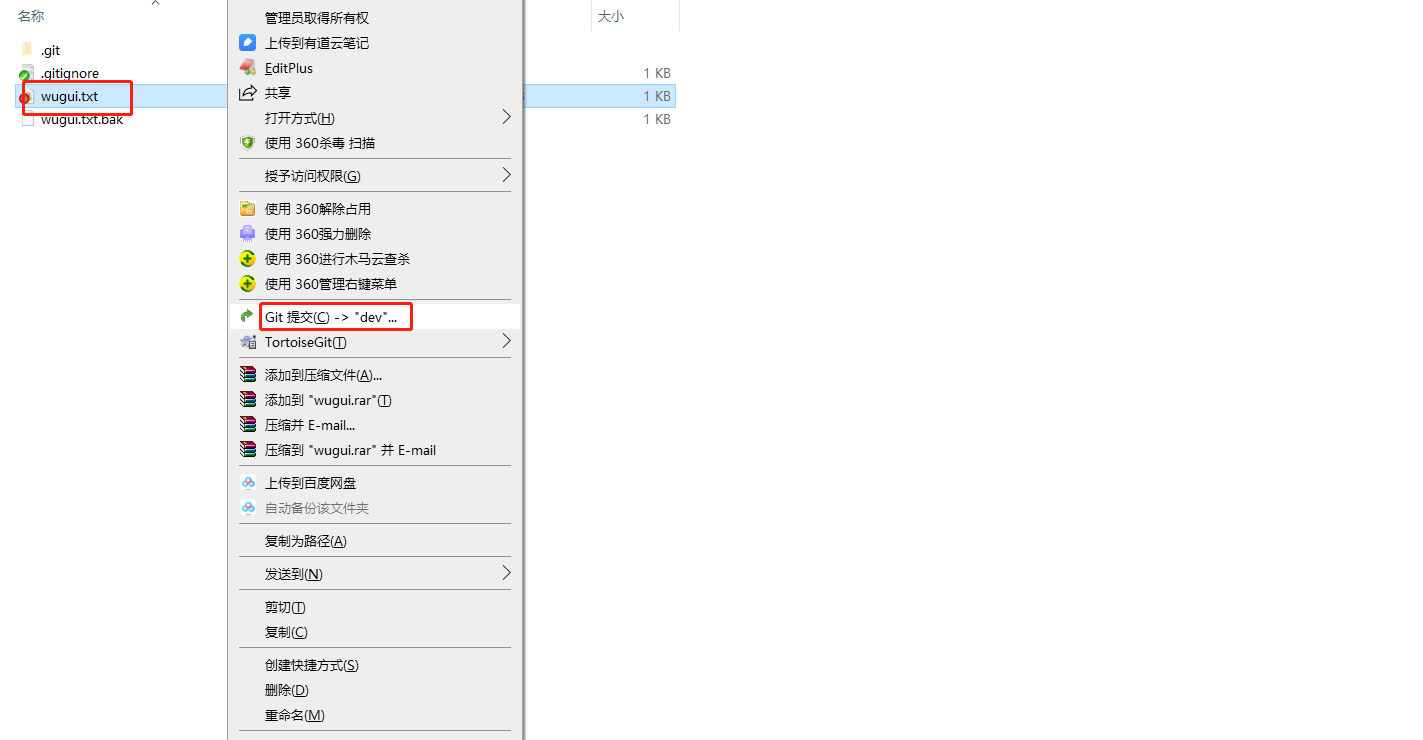 名称
大小
.git
.gitignore
1 KB
wugui.txt
1 KB
wugui.txt.bak
1 KB
管理员取得所有权
上传到有道云笔记
EditPlus
共享
打开方式(H)
使用 360杀毒 扫描
授予访问权限(G)
使用 360解除占用
使用 360强力删除
使用 360进行木马云查杀
使用 360管理右键菜单
Git 提交(C) -> "dev"...
TortoiseGit(T)
添加到压缩文件(A)...
添加到 "wugui.rar"(T)
压缩并 E-mail...
压缩到 "wugui.rar" 并 E-mail
上传到百度网盘
自动备份该文件夹
复制为路径(A)
发送到(N)
剪切(T)
复制(C)
创建快捷方式(S)
删除(D)
重命名(M)